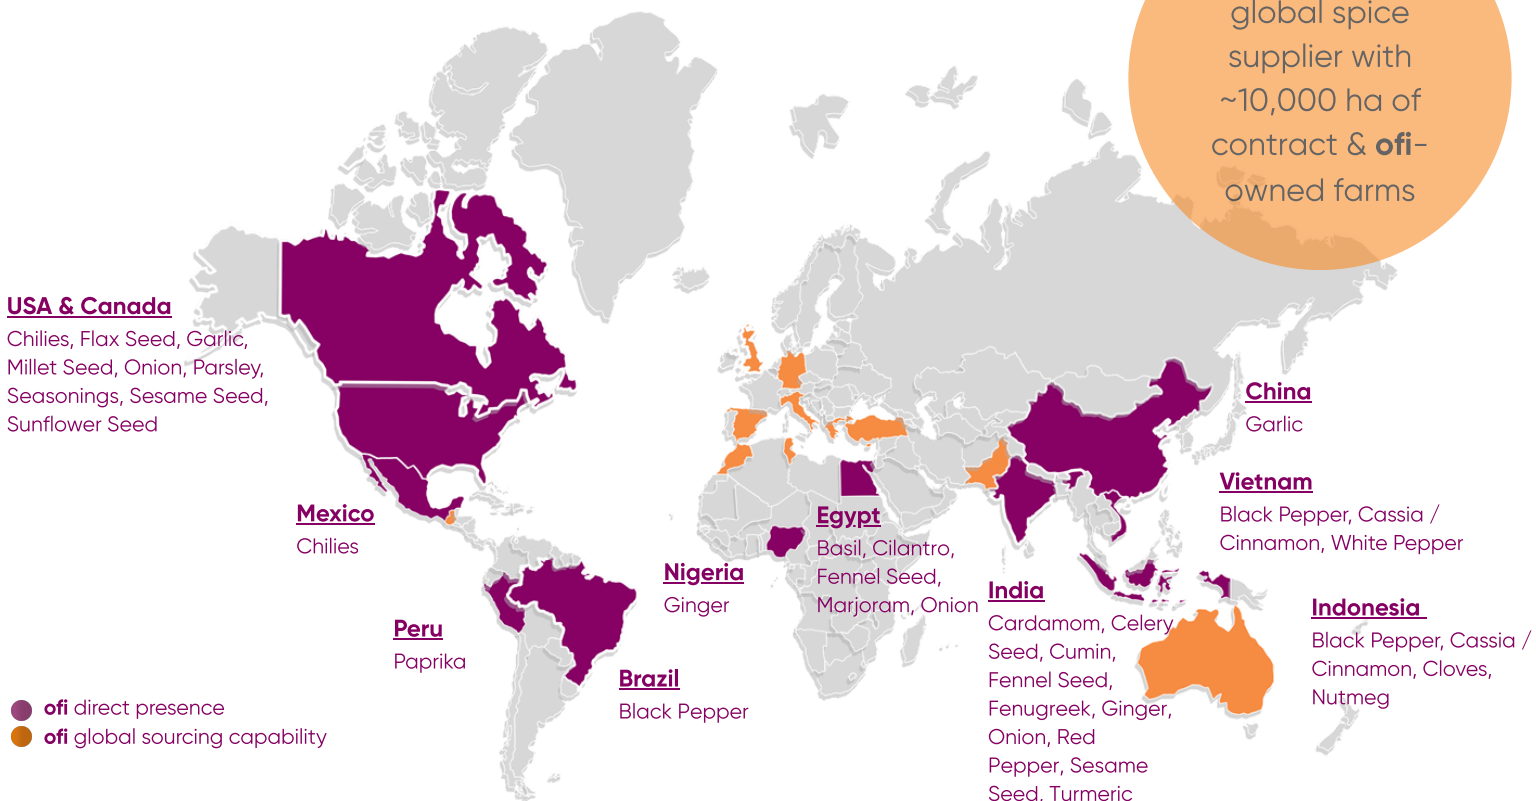 global spice
supplier with
~10,000 ha of
contract & ofi-
owned farms
USA & Canada
Chilies, Flax Seed, Garlic,
Millet Seed, Onion, Parsley,
Seasonings, Sesame Seed,
Sunflower Seed
Mexico
Chilies
Peru
Paprika
Brazil
Black Pepper
Nigeria
Ginger
Egypt
Basil, Cilantro,
Fennel Seed,
Marjoram, Onion
India
Cardamom, Celery
Seed, Cumin,
Fennel Seed,
Fenugreek, Ginger,
Onion, Red
Pepper, Sesame
Seed, Turmeric
China
Garlic
Vietnam
Black Pepper, Cassia /
Cinnamon, White Pepper
Indonesia
Black Pepper, Cassia /
Cinnamon, Cloves,
Nutmeg
ofi direct presence
ofi global sourcing capability